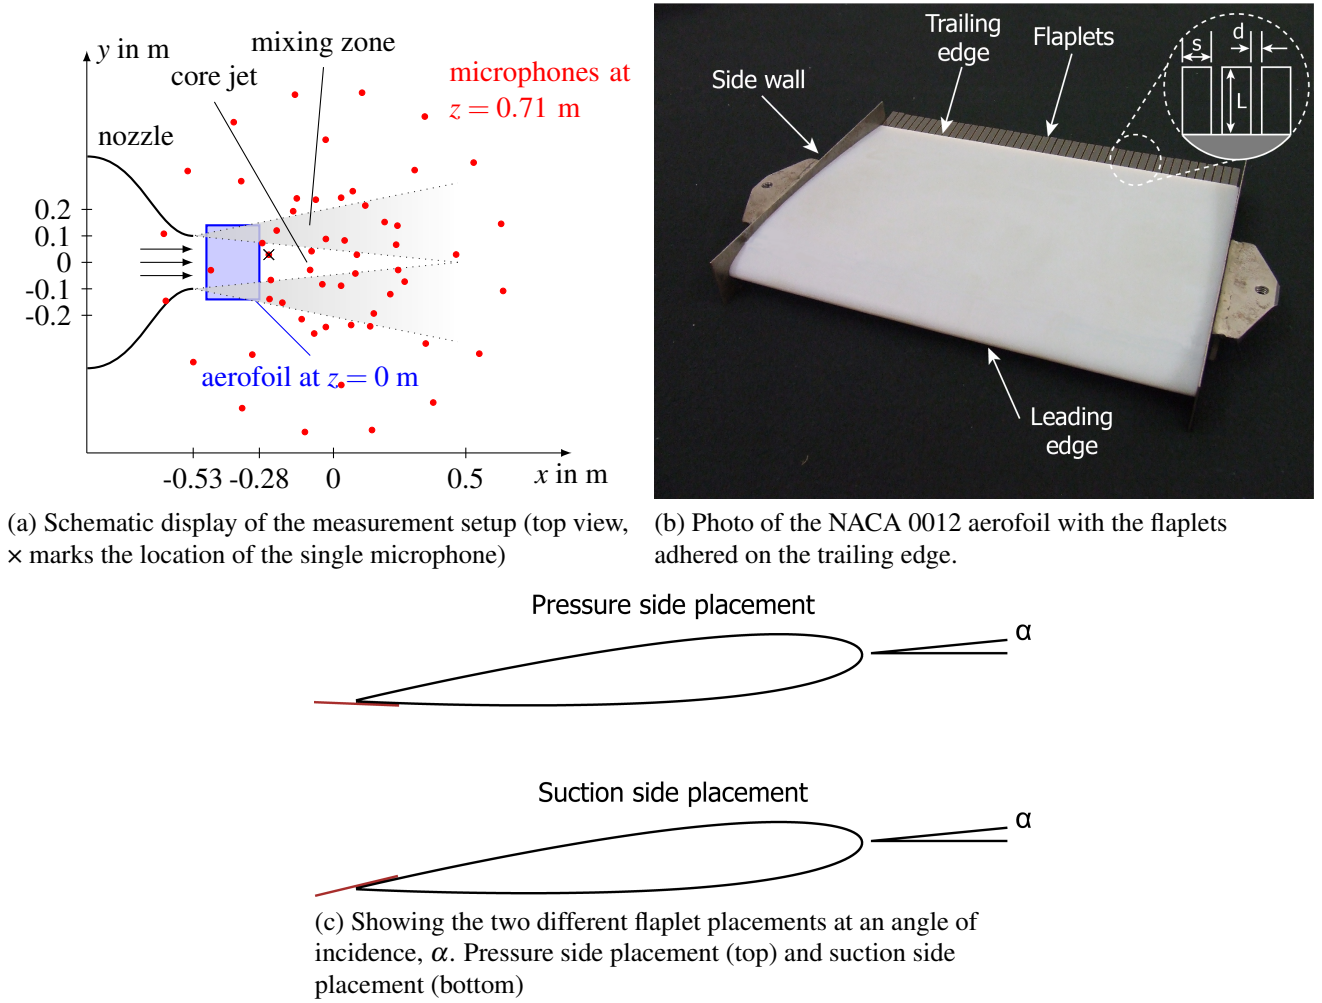 y in m
mixing zone
core jet
microphones at
z = 0.71 m
nozzle
0.2
0.1
0
-0.1
-0.2
aerofoil at z = 0 m
-0.53 -0.28 0 0.5 x in m
Trailing
edge
Flaplets
Side wall
s
d
L
Leading
edge
(a) Schematic display of the measurement setup (top view,
× marks the location of the single microphone)
(b) Photo of the NACA 0012 aerofoil with the flaplets
adhered on the trailing edge.
Pressure side placement
α
Suction side placement
α
(c) Showing the two different flaplet placements at an angle of
incidence, α. Pressure side placement (top) and suction side
placement (bottom)